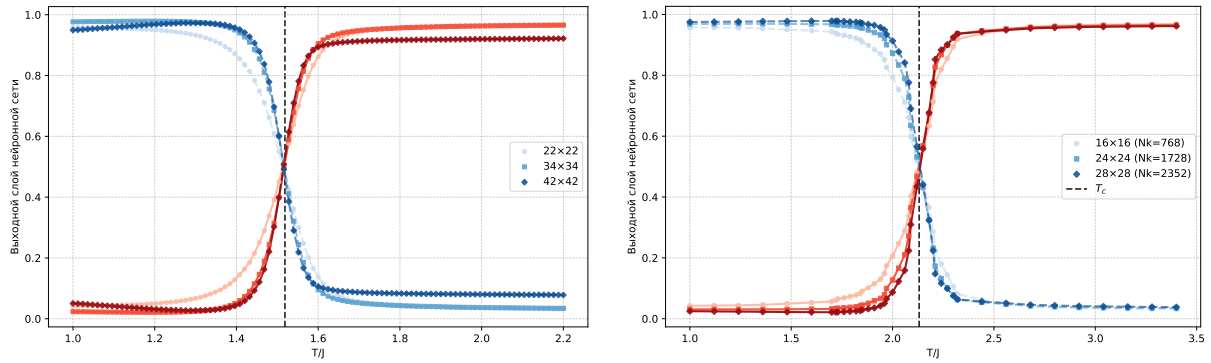 Выходной слой нейронной сети
1.0
0.8
0.6
0.4
0.2
0.0
22×22
34×34
42×42
1.0 1.2 1.4 1.6 1.8 2.0 2.2
T/J
Выходной слой нейронной сети
1.0
0.8
0.6
0.4
0.2
0.0
16×16 (Nk=768)
24×24 (Nk=1728)
28×28 (Nk=2352)
Tc
1.0 1.5 2.0 2.5 3.0 3.5
T/J